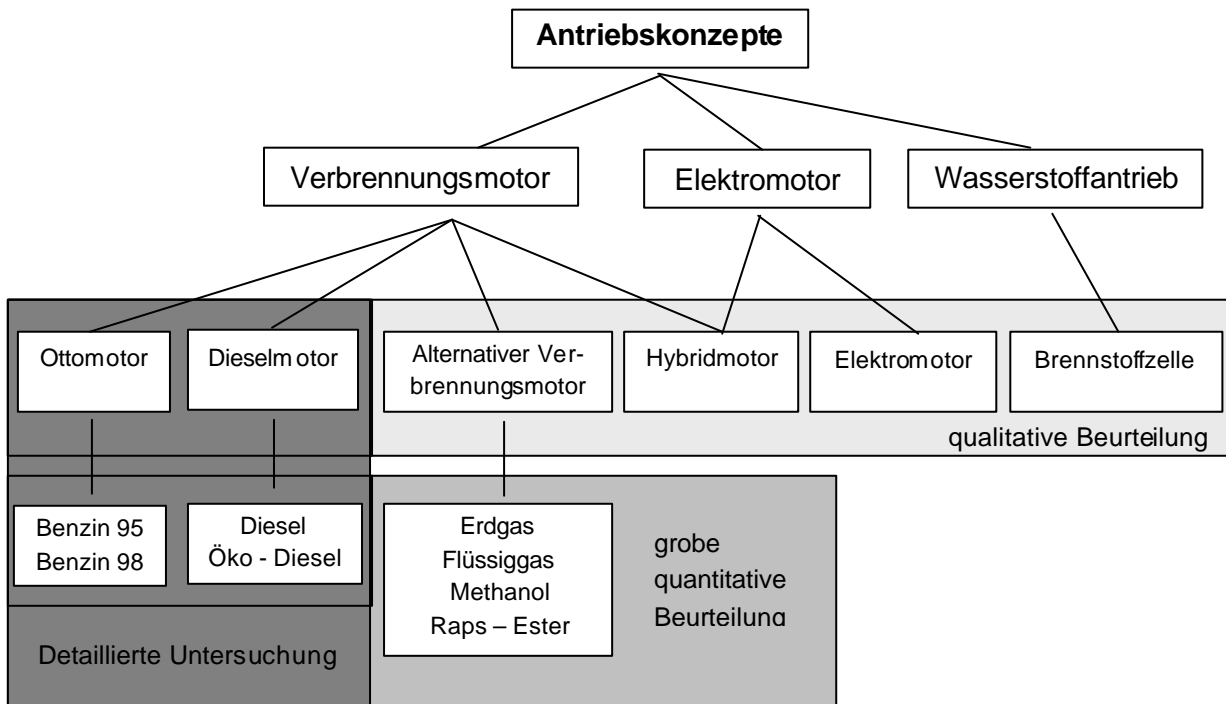 Antriebskonzepte
Verbrennungsmotor
Elektromotor
Wasserstoffantrieb
Ottomotor
Dieselmotor
Alternativer Ver-
brennungsmotor
Hybridmotor
Elektromotor
Brennstoffzelle
qualitative Beurteilung
Benzin 95
Benzin 98
Diesel
Öko - Diesel
Erdgas
Flüssiggas
Methanol
Raps – Ester
grobe
quantitative
Beurteilung
Detaillierte Untersuchung